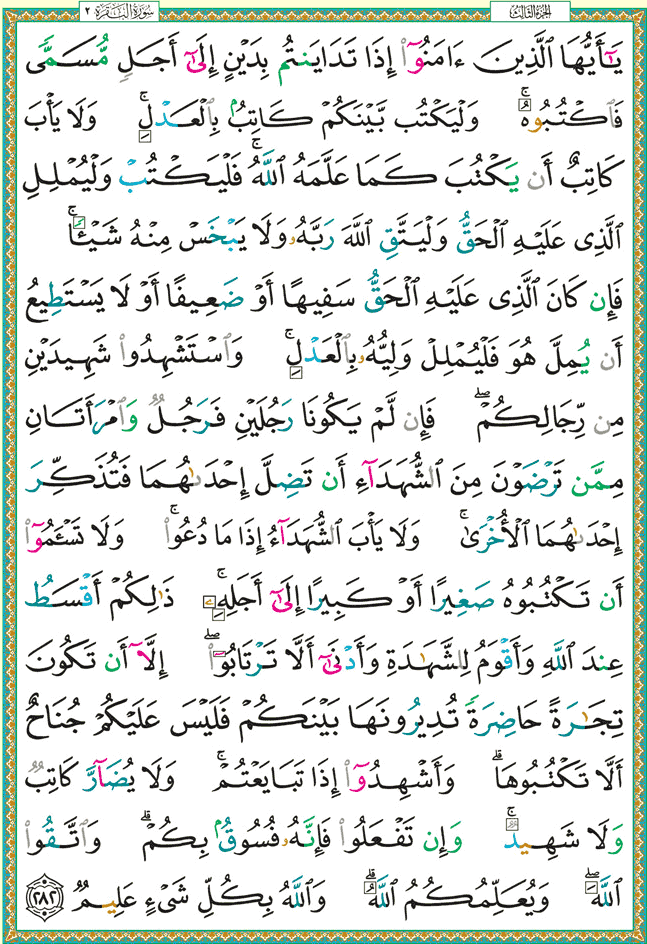 الجزء الثالث
سورة البقرة ٢
يَـٰٓأَيُّهَا ٱلَّذِينَ ءَامَنُوٓا۟ إِذَا تَدَايَنتُم بِدَيْنٍ إِلَىٰٓ أَجَلٍ مُّسَمًّى
فَٱكْتُبُوهُ ۚ وَلْيَكْتُب بَّيْنَكُمْ كَاتِبٌۢ بِٱلْعَدْلِ ۚ وَلَا يَأْبَ
كَاتِبٌ أَن يَكْتُبَ كَمَا عَلَّمَهُ ٱللَّهُ ۚ فَلْيَكْتُبْ وَلْيُمْلِلِ
ٱلَّذِى عَلَيْهِ ٱلْحَقُّ وَلْيَتَّقِ ٱللَّهَ رَبَّهُۥ وَلَا يَبْخَسْ مِنْهُ شَيْـًٔا ۚ
فَإِن كَانَ ٱلَّذِى عَلَيْهِ ٱلْحَقُّ سَفِيهًا أَوْ ضَعِيفًا أَوْ لَا يَسْتَطِيعُ
أَن يُمِلَّ هُوَ فَلْيُمْلِلْ وَلِيُّهُۥ بِٱلْعَدْلِ ۚ وَٱسْتَشْهِدُوا۟ شَهِيدَيْنِ
مِن رِّجَالِكُمْ ۖ فَإِن لَّمْ يَكُونَا رَجُلَيْنِ فَرَجُلٌ وَٱمْرَأَتَانِ
مِمَّن تَرْضَوْنَ مِنَ ٱلشُّهَدَآءِ أَن تَضِلَّ إِحْدَىٰهُمَا فَتُذَكِّرَ
إِحْدَىٰهُمَا ٱلْأُخْرَىٰ ۚ وَلَا يَأْبَ ٱلشُّهَدَآءُ إِذَا مَا دُعُوا۟ ۚ وَلَا تَسْـَٔمُوٓا۟
أَن تَكْتُبُوهُ صَغِيرًا أَوْ كَبِيرًا إِلَىٰٓ أَجَلِهِۦ ۚ ذَٰلِكُمْ أَقْسَطُ
عِندَ ٱللَّهِ وَأَقْوَمُ لِلشَّهَـٰدَةِ وَأَدْنَىٰٓ أَلَّا تَرْتَابُوٓا۟ ۖ إِلَّآ أَن تَكُونَ
تِجَـٰرَةً حَاضِرَةً تُدِيرُونَهَا بَيْنَكُمْ فَلَيْسَ عَلَيْكُمْ جُنَاحٌ
أَلَّا تَكْتُبُوهَا ۗ وَأَشْهِدُوٓا۟ إِذَا تَبَايَعْتُمْ ۚ وَلَا يُضَآرَّ كَاتِبٌ
وَلَا شَهِيدٌ ۚ وَإِن تَفْعَلُوا۟ فَإِنَّهُۥ فُسُوقٌۢ بِكُمْ ۗ وَٱتَّقُوا۟
ٱللَّهَ ۖ وَيُعَلِّمُكُمُ ٱللَّهُ ۗ وَٱللَّهُ بِكُلِّ شَىْءٍ عَلِيمٌ ٢٨٢